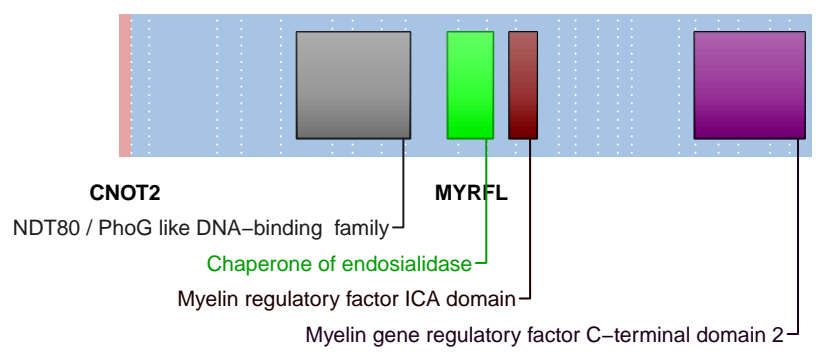 CNOT2 MYRFL
NDT80 / PhoG like DNA−binding  family
Chaperone of endosialidase
Myelin regulatory factor ICA domain
Myelin gene regulatory factor C−terminal domain 2